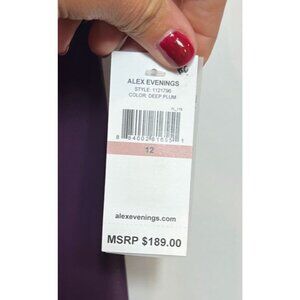 ALEX EVENINGS
STYLE: 1121796
COLOR: DEEP PLUM
12
alexevenings.com
MSRP $189.00